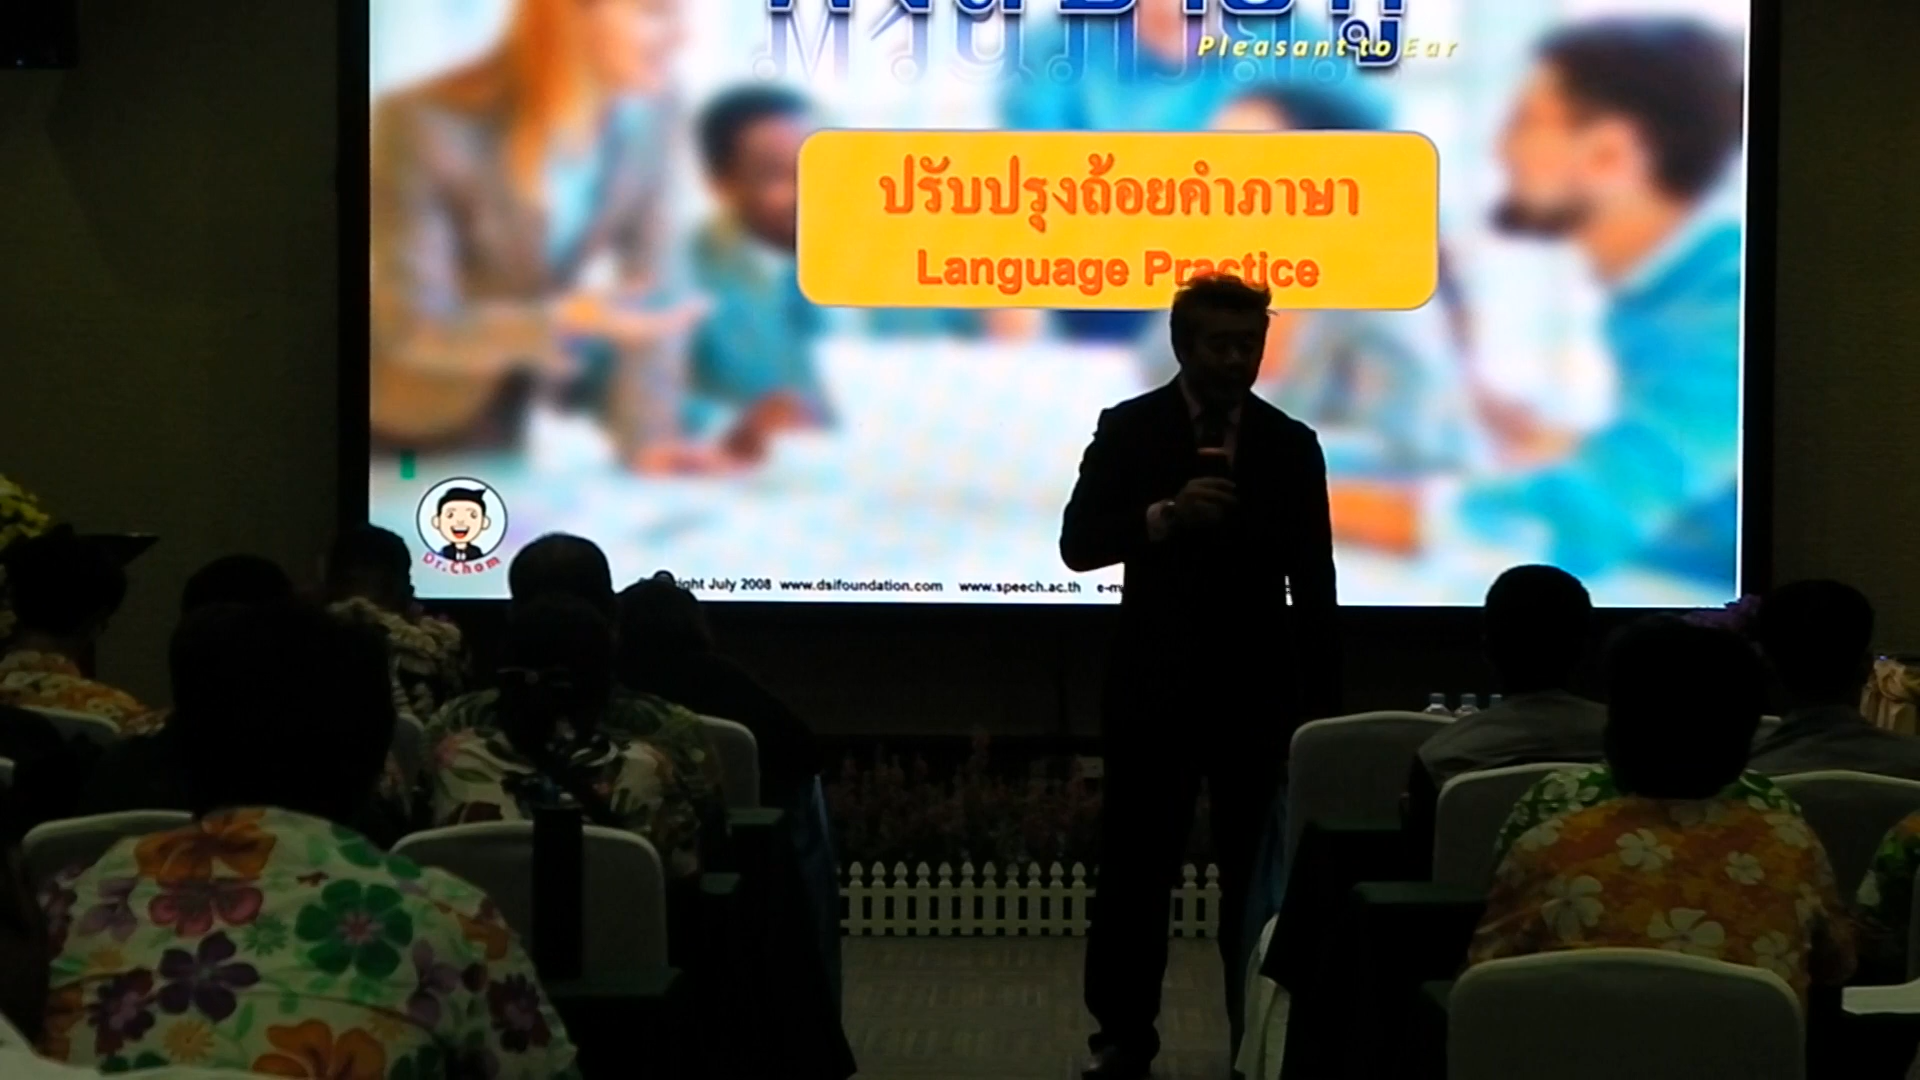 Pleasant to Ear
ปรับปรุงถ้อยคำภาษา
Language Practice
Dr.Chom
July 2008 www.dsifoundation.com www.speech.ac.th